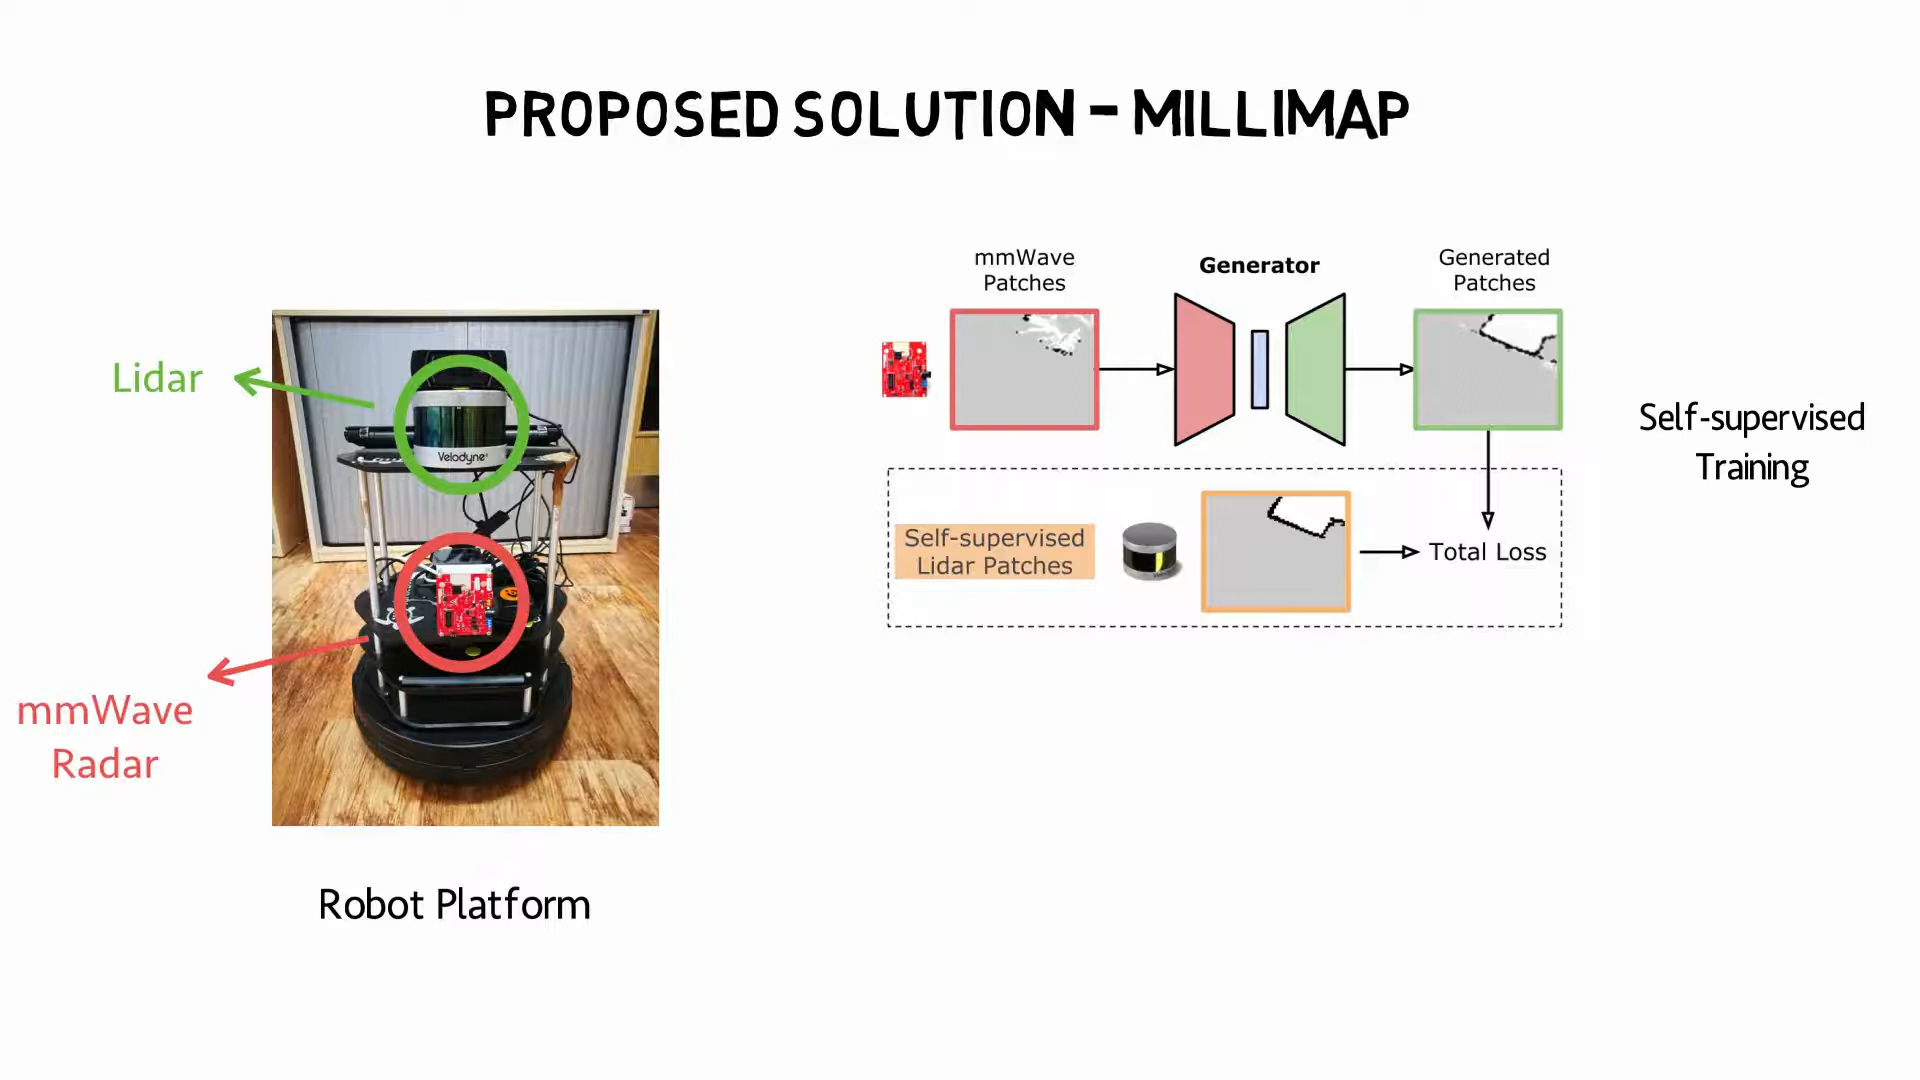 PROPOSED SOLUTION - MILLIMAP
Lidar
mmWave
Radar
Velodyne
Robot Platform
mmWave
Patches
Generator
Generated
Patches
Self-supervised
Lidar Patches
Total Loss
Self-supervised
Training